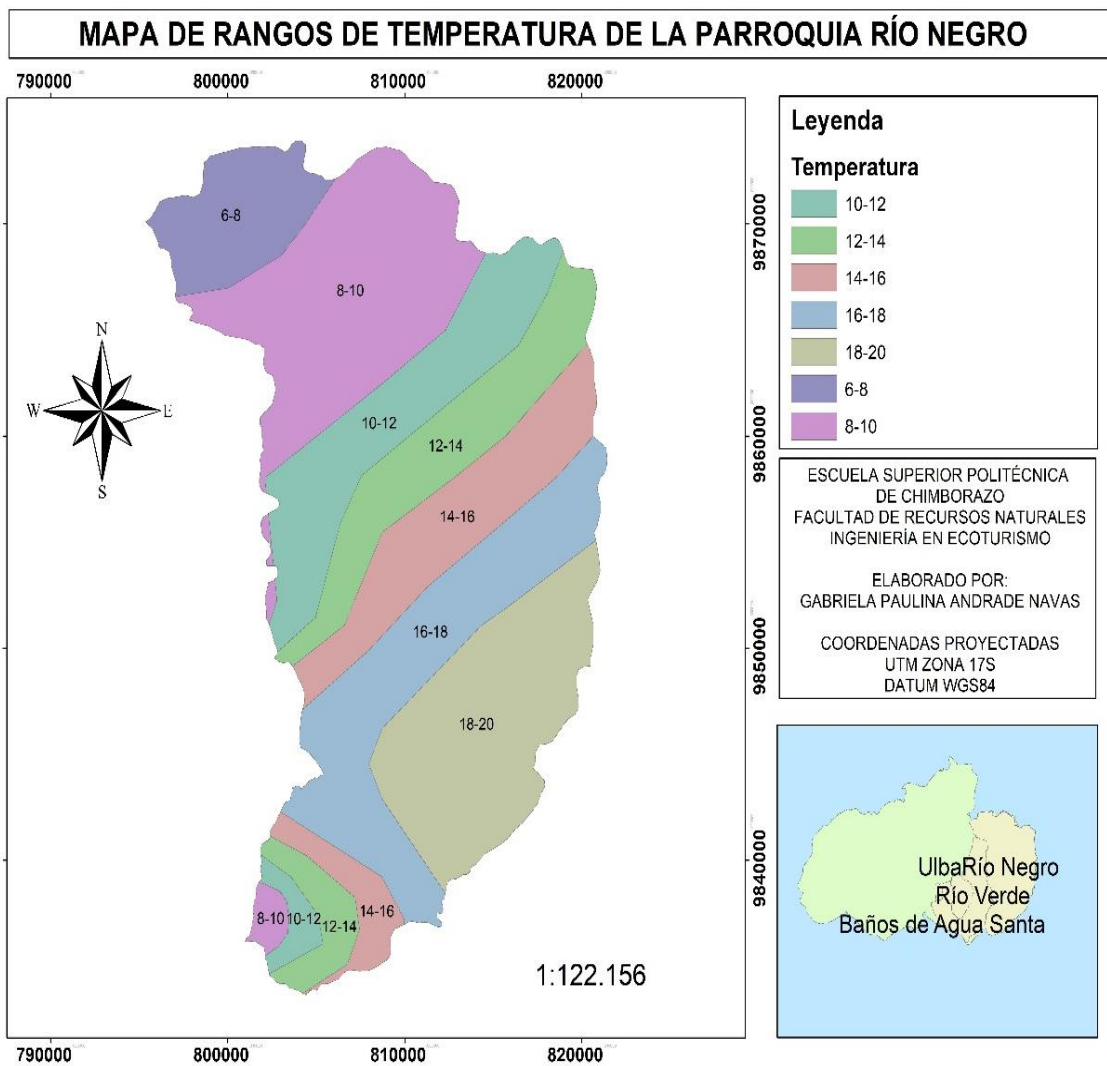 MAPA DE RANGOS DE TEMPERATURA DE LA PARROQUIA RÍO NEGRO
790000 800000 810000 820000
6-8
8-10
10-12
12-14
14-16
16-18
18-20
8-10
10-12
12-14
14-16
N
W
E
S
1:122.156
9870000
9860000
9850000
9840000
790000 800000 810000 820000
Leyenda
Temperatura
10-12
12-14
14-16
16-18
18-20
6-8
8-10
ESCUELA SUPERIOR POLITÉCNICA
DE CHIMBORAZO
FACULTAD DE RECURSOS NATURALES
INGENIERÍA EN ECOTURISMO
ELABORADO POR:
GABRIELA PAULINA ANDRADE NAVAS
COORDENADAS PROYECTADAS
UTM ZONA 17S
DATUM WGS84
UlbaRío Negro
Río Verde
Baños de Agua Santa